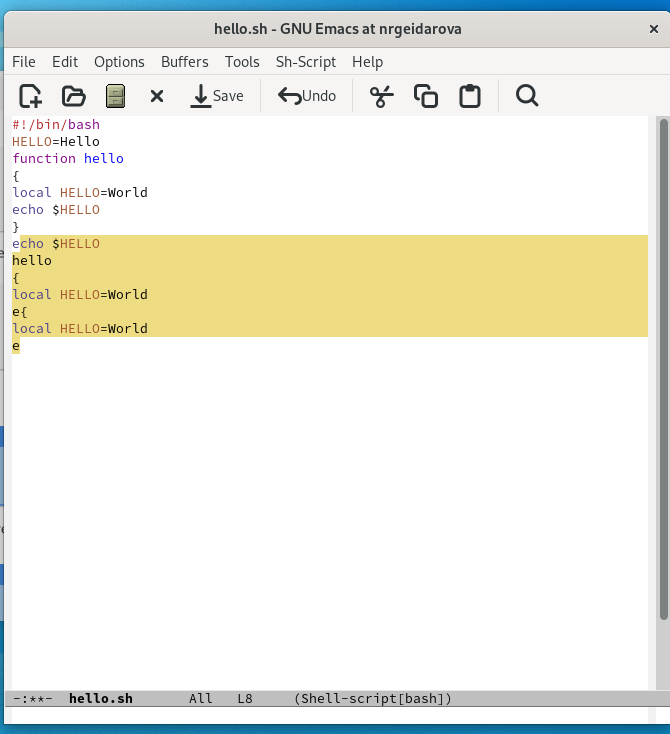 hello.sh - GNU Emacs at nrgeidarova
File Edit Options Buffers Tools Sh-Script Help
Save Undo
#!/bin/bash
HELLO=Hello
function hello
{
local HELLO=World
echo $HELLO
}
echo $HELLO
hello
{
local HELLO=World
e{
local HELLO=World
e
-:**- hello.sh All L8 (Shell-script[bash])